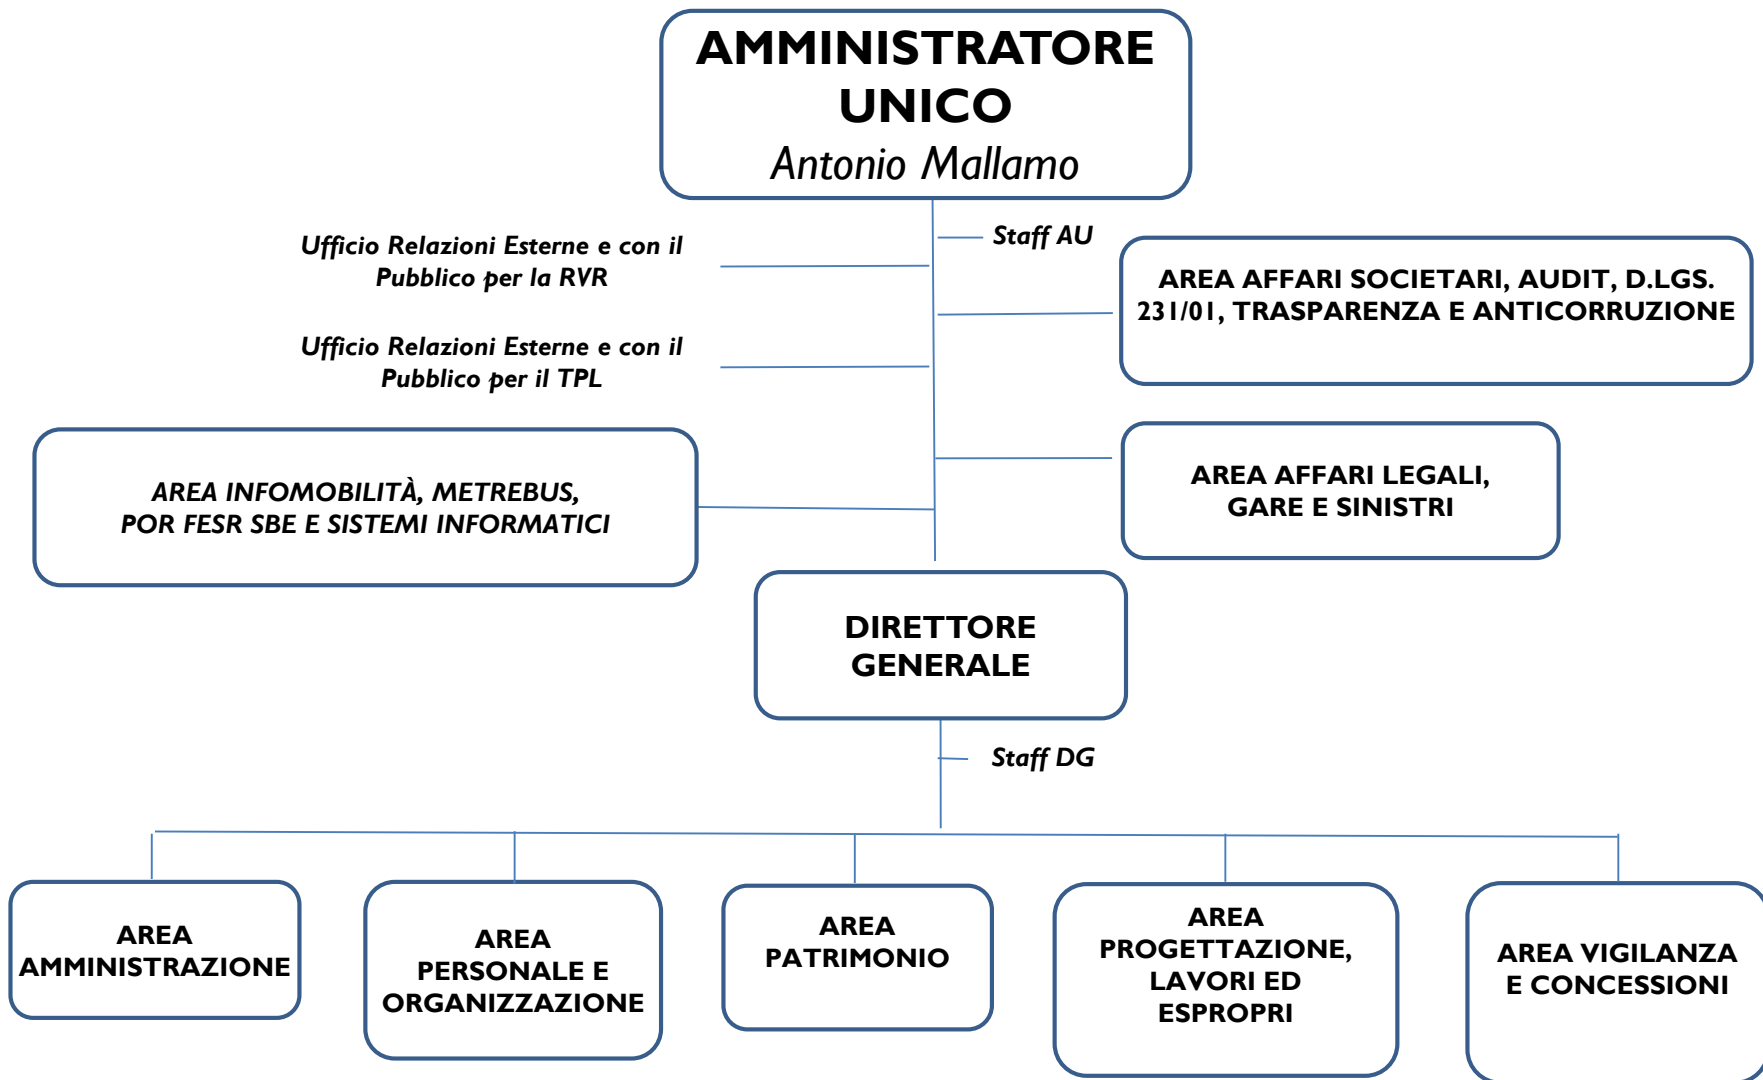 AMMINISTRATORE
UNICO
Antonio Mallamo
Staff AU
Ufficio Relazioni Esterne e con il
Pubblico per la RVR
AREA AFFARI SOCIETARI, AUDIT, D.LGS.
231/01, TRASPARENZA E ANTICORRUZIONE
Ufficio Relazioni Esterne e con il
Pubblico per il TPL
AREA INFOMOBILITÀ, METREBUS,
POR FESR SBE E SISTEMI INFORMATICI
AREA AFFARI LEGALI,
GARE E SINISTRI
DIRETTORE
GENERALE
Staff DG
AREA
AMMINISTRAZIONE
AREA
PERSONALE E
ORGANIZZAZIONE
AREA
PATRIMONIO
AREA
PROGETTAZIONE,
LAVORI ED
ESPROPRI
AREA VIGILANZA
E CONCESSIONI